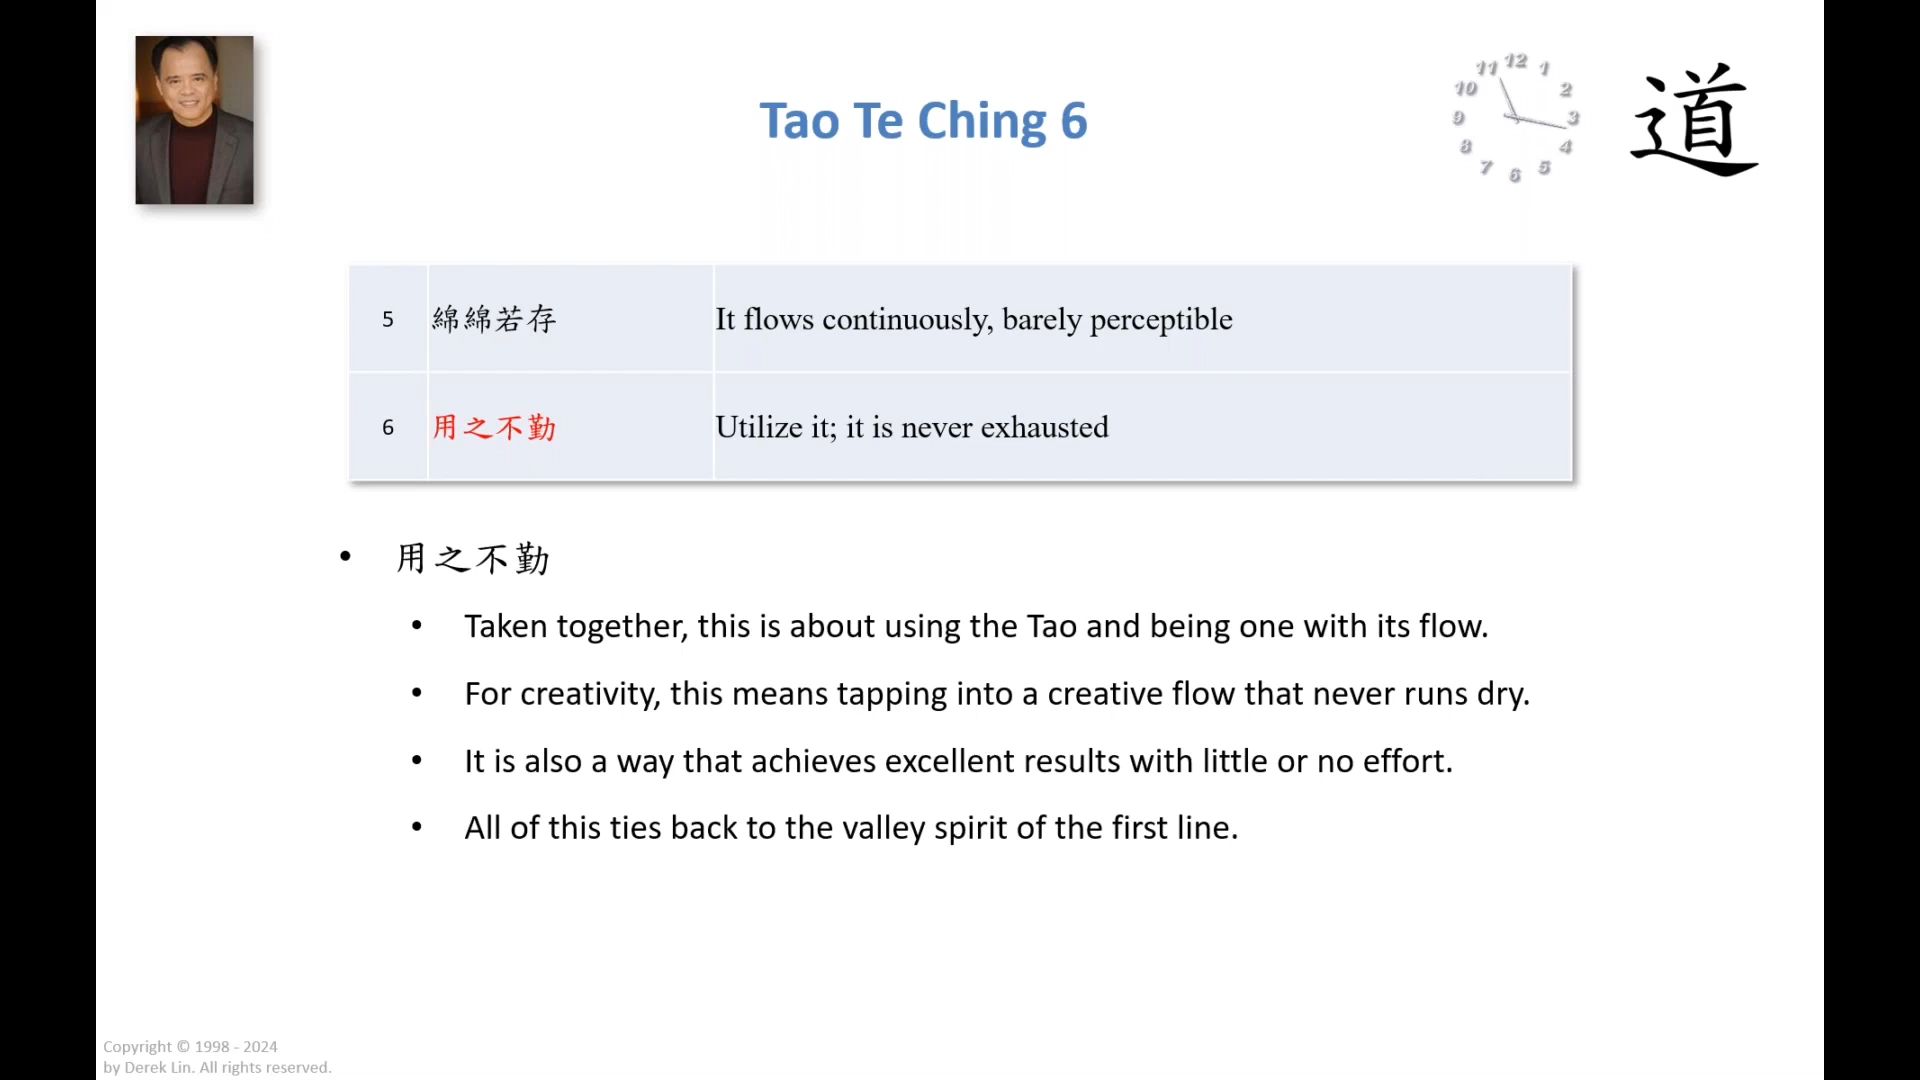 Tao Te Ching 6
11 12 1
10 2
9 3
8 4
7 6 5
道
5 綿綿若存 It flows continuously, barely perceptible
6 用之不勤 Utilize it; it is never exhausted
• 用之不勤
• Taken together, this is about using the Tao and being one with its flow.
• For creativity, this means tapping into a creative flow that never runs dry.
• It is also a way that achieves excellent results with little or no effort.
• All of this ties back to the valley spirit of the first line.
Copyright © 1998 - 2024
by Derek Lin. All rights reserved.